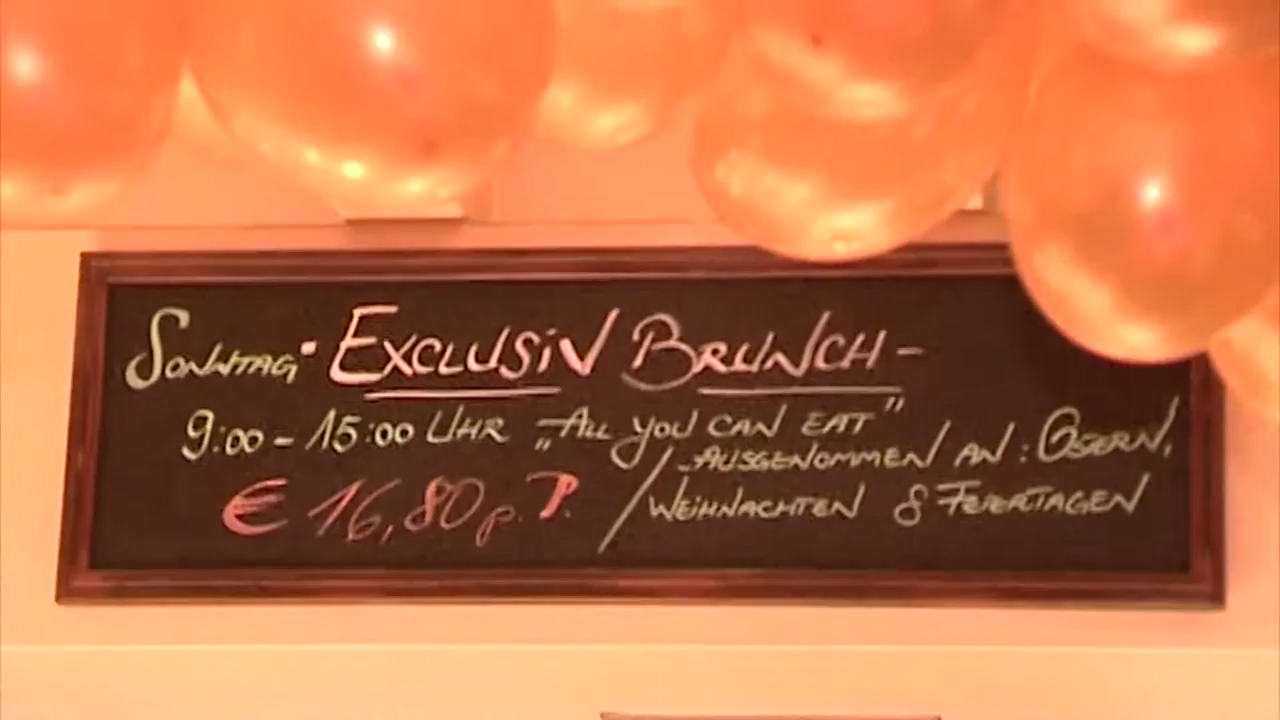 SONNTAG· EXCLUSIV BRUNCH -
9:00 - 15:00 UHR „ALL YOU CAN EAT"
€ 16,80 p.P.
/ AUSGENOMMEN AN: OSTERN,
WEIHNACHTEN & FEIERTAGEN